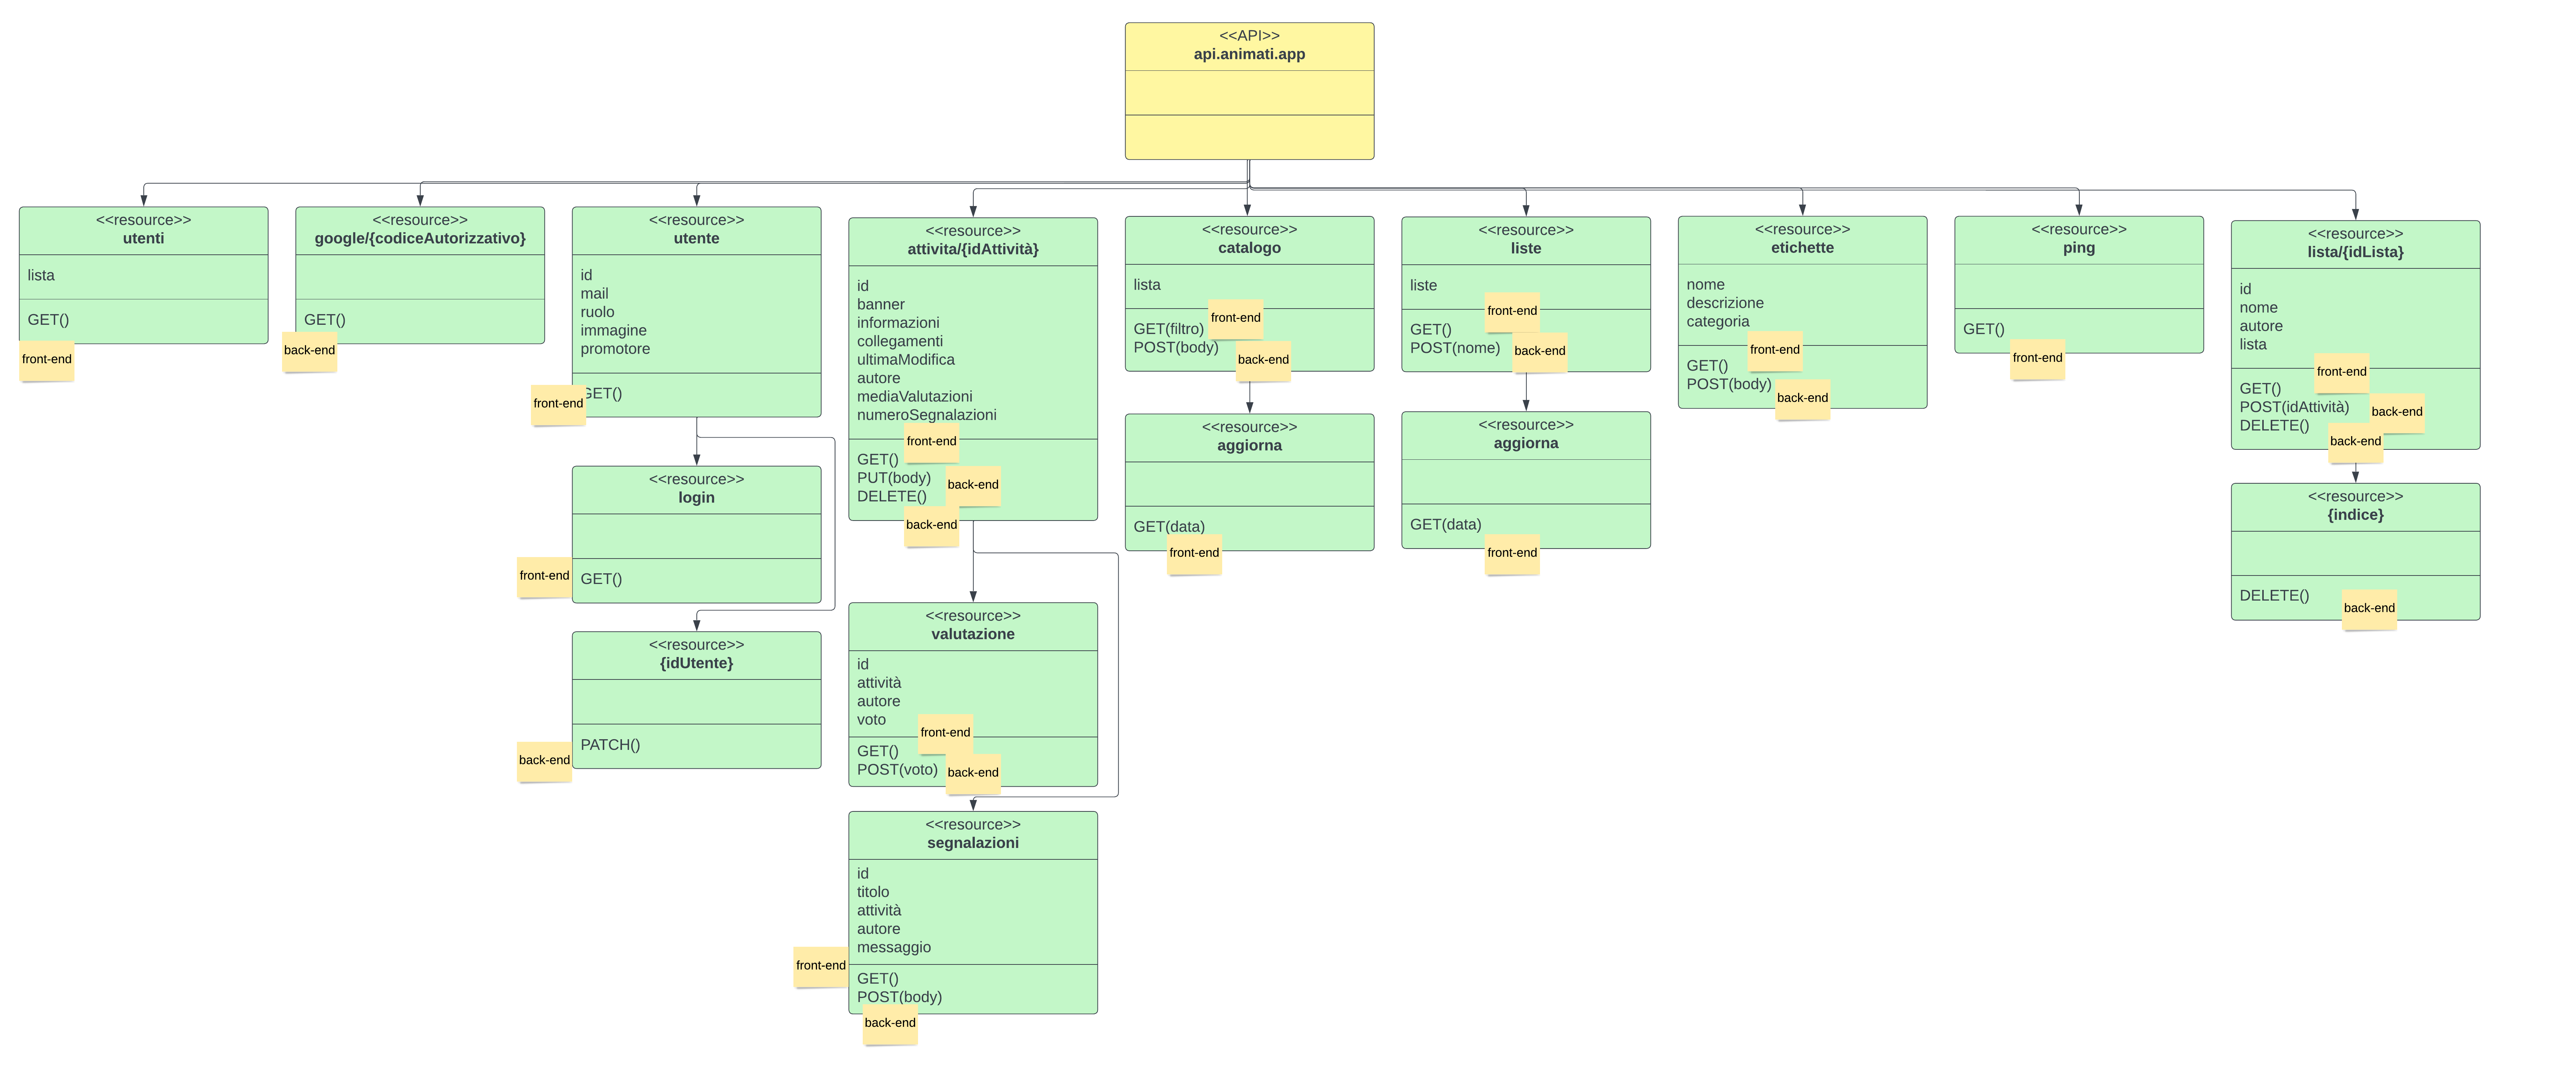 <<API>>
api.animati.app
<<resource>>
utenti
lista
GET()
front-end
<<resource>>
google/{codiceAutorizzativo}
GET()
back-end
<<resource>>
utente
id
mail
ruolo
immagine
promotore
GET()
front-end
<<resource>>
login
GET()
front-end
<<resource>>
{idUtente}
PATCH()
back-end
<<resource>>
attivita/{idAttività}
id
banner
informazioni
collegamenti
ultimaModifica
autore
mediaValutazioni
numeroSegnalazioni
front-end
GET()
PUT(body)
back-end
DELETE()
back-end
<<resource>>
valutazione
id
attività
autore
voto
front-end
GET()
POST(voto)
back-end
<<resource>>
segnalazioni
id
titolo
attività
autore
messaggio
front-end
GET()
POST(body)
back-end
<<resource>>
catalogo
lista
GET(filtro)
front-end
POST(body)
back-end
<<resource>>
aggiorna
GET(data)
front-end
<<resource>>
liste
liste
front-end
GET()
POST(nome)
back-end
<<resource>>
aggiorna
GET(data)
front-end
<<resource>>
etichette
nome
descrizione
categoria
front-end
GET()
POST(body)
back-end
<<resource>>
ping
GET()
front-end
<<resource>>
lista/{idLista}
id
nome
autore
lista
front-end
GET()
POST(idAttività)
back-end
DELETE()
back-end
<<resource>>
{indice}
DELETE()
back-end